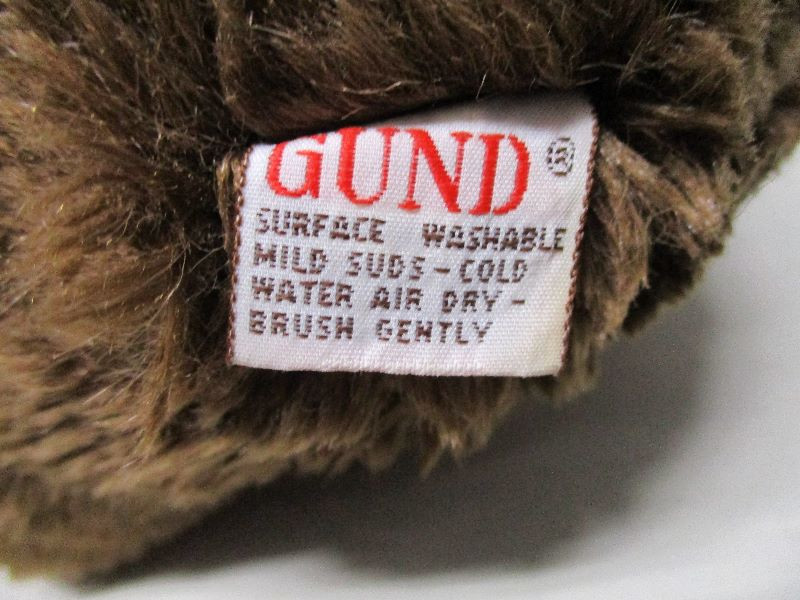 GUND ®
SURFACE WASHABLE
MILD SUDS - COLD
WATER AIR DRY -
BRUSH GENTLY